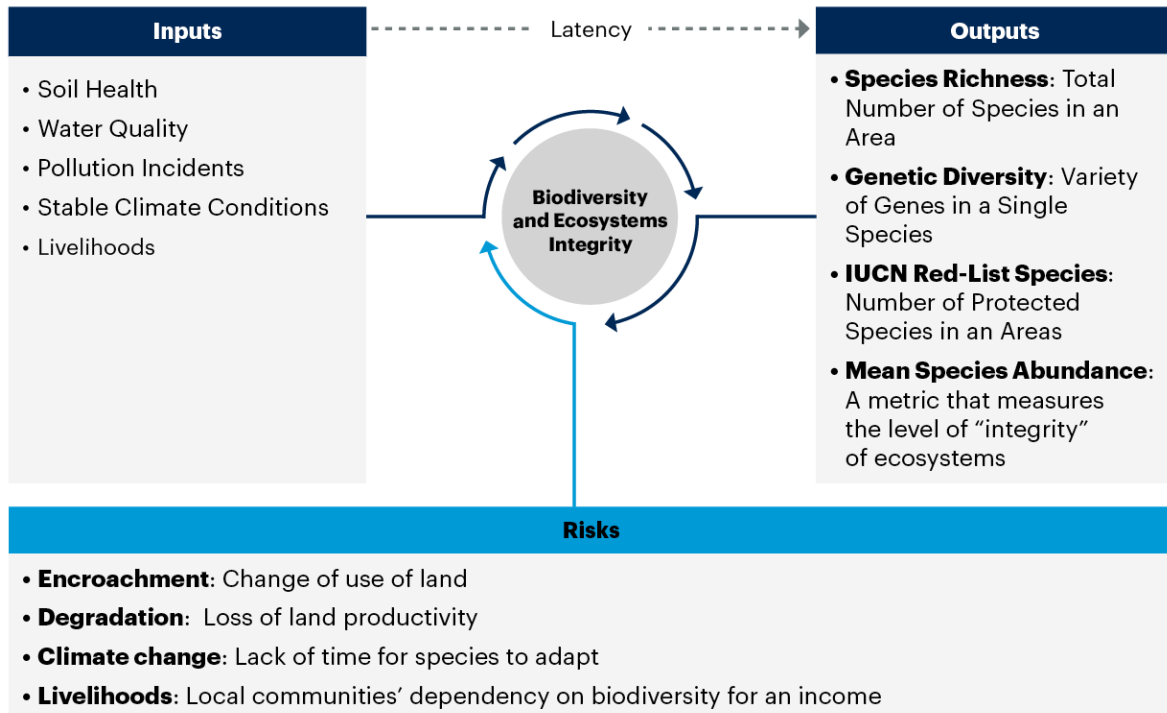 Inputs
Latency
Outputs
• Soil Health
• Water Quality
• Pollution Incidents
• Stable Climate Conditions
• Livelihoods
Biodiversity
and Ecosystems
Integrity
• Species Richness: Total
Number of Species in an
Area
• Genetic Diversity: Variety
of Genes in a Single
Species
• IUCN Red-List Species:
Number of Protected
Species in an Areas
• Mean Species Abundance:
A metric that measures
the level of “integrity”
of ecosystems
Risks
• Encroachment: Change of use of land
• Degradation: Loss of land productivity
• Climate change: Lack of time for species to adapt
• Livelihoods: Local communities’ dependency on biodiversity for an income